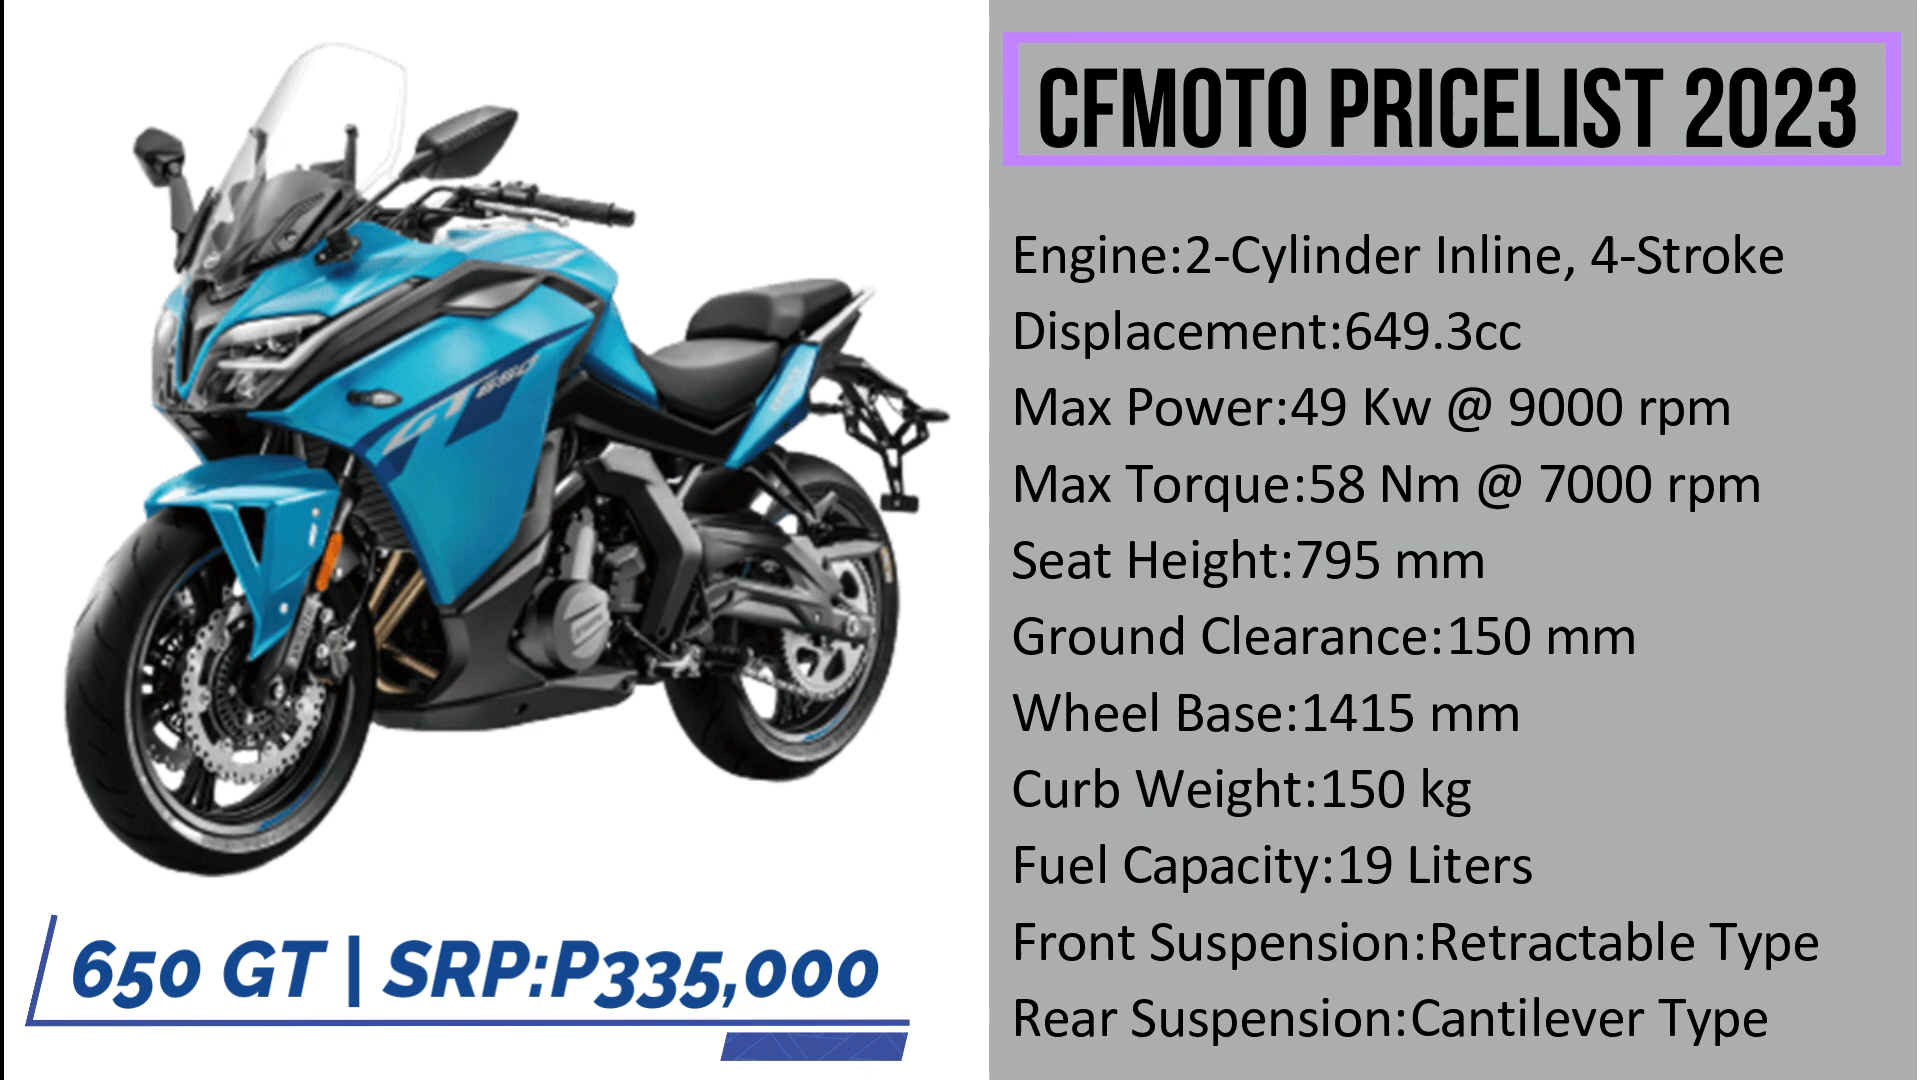 CFMOTO PRICELIST 2023
GT 650
650 GT | SRP:P335,000
Engine:2-Cylinder Inline, 4-Stroke
Displacement:649.3cc
Max Power:49 Kw @ 9000 rpm
Max Torque:58 Nm @ 7000 rpm
Seat Height:795 mm
Ground Clearance:150 mm
Wheel Base:1415 mm
Curb Weight:150 kg
Fuel Capacity:19 Liters
Front Suspension:Retractable Type
Rear Suspension:Cantilever Type